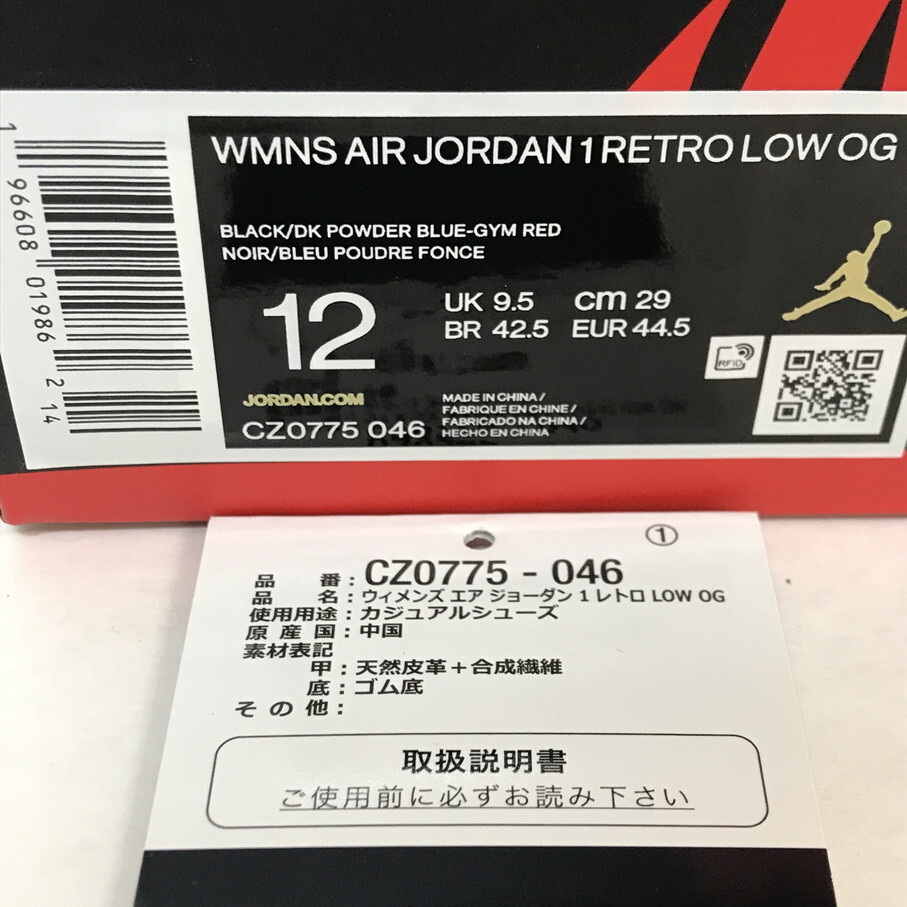 WMNS AIR JORDAN 1 RETRO LOW OG
BLACK/DK POWDER BLUE-GYM RED
NOIR/BLEU POUDRE FONCE
12
UK 9.5 cm 29
BR 42.5 EUR 44.5
RFID
JORDAN.COM
CZ0775 046
MADE IN CHINA /
FABRIQUE EN CHINE /
FABRICADO NA CHINA /
HECHO EN CHINA
1 96608 01986 2 14
①
品 番 : CZ0775 - 046
品 名 : ウィメンズ エア ジョーダン 1 レトロ LOW OG
使用用途 : カジュアルシューズ
原 産 国 : 中国
素材表記
甲 : 天然皮革＋合成繊維
底 : ゴム底
そ の 他 :
取扱説明書
ご使用前に必ずお読み下さい